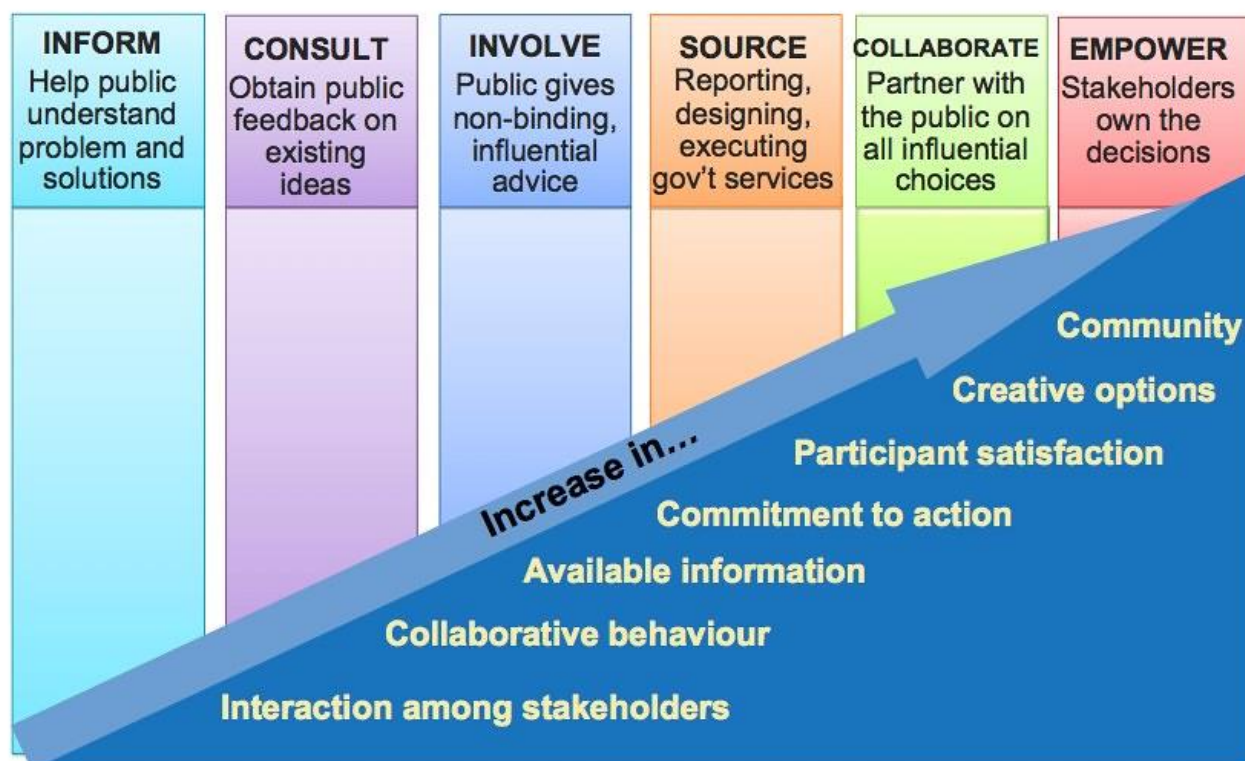 INFORM
Help public
understand
problem and
solutions
CONSULT
Obtain public
feedback on
existing
ideas
INVOLVE
Public gives
non-binding,
influential
advice
SOURCE
Reporting,
designing,
executing
gov't services
COLLABORATE
Partner with
the public on
all influential
choices
EMPOWER
Stakeholders
own the
decisions
Increase in...
Community
Creative options
Participant satisfaction
Commitment to action
Available information
Collaborative behaviour
Interaction among stakeholders